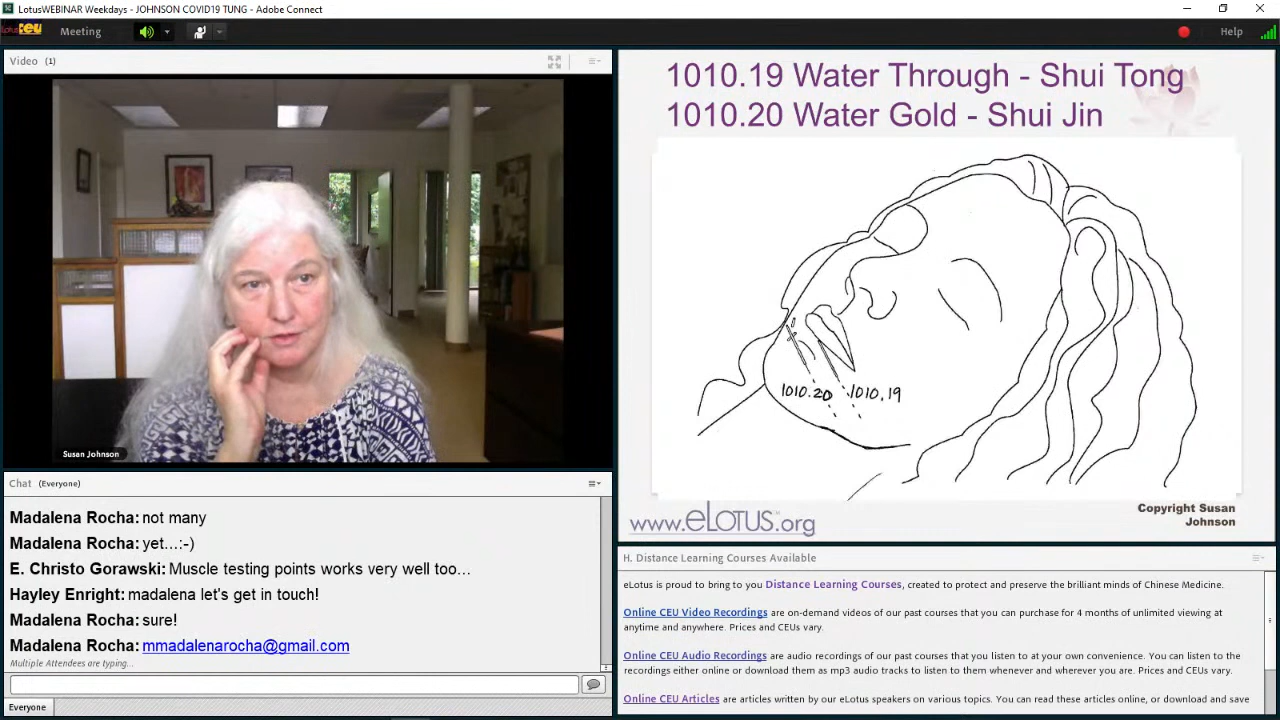 LotusWEBINAR Weekdays - JOHNSON COVID19 TUNG - Adobe Connect
Lotus ceu
Meeting
Help
Video (1)
Susan Johnson
1010.19 Water Through - Shui Tong
1010.20 Water Gold - Shui Jin
1010.20 1010.19
www.eLOTUS.org
Copyright Susan
Johnson
Chat (Everyone)
Madalena Rocha: not many
Madalena Rocha: yet...:-)
E. Christo Gorawski: Muscle testing points works very well too...
Hayley Enright: madalena let's get in touch!
Madalena Rocha: sure!
Madalena Rocha: mmadalenarocha@gmail.com
Multiple Attendees are typing...
Everyone
H. Distance Learning Courses Available
eLotus is proud to bring to you Distance Learning Courses, created to protect and preserve the brilliant minds of Chinese Medicine.
Online CEU Video Recordings are on-demand videos of our past courses that you can purchase for 4 months of unlimited viewing at
anytime and anywhere. Prices and CEUs vary.
Online CEU Audio Recordings are audio recordings of our past courses that you listen to at your own convenience. You can listen to the
recordings either online or download them as mp3 audio tracks to listen to them whenever and wherever you are. Prices and CEUs vary.
Online CEU Articles are articles written by our eLotus speakers on various topics. You can read these articles online, or download and save